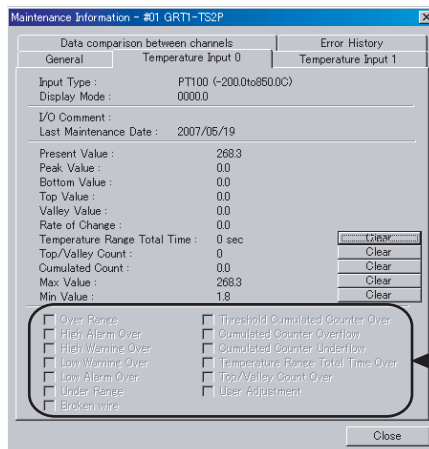 Maintenance Information - #01 GRT1-TS2P
Data comparison between channels
Error History
General
Temperature Input 0
Temperature Input 1
Input Type : PT100 (-200.0to850.0C)
Display Mode : 0000.0
I/O Comment :
Last Maintenance Date : 2007/05/19
Present Value : 268.3
Peak Value : 0.0
Bottom Value : 0.0
Top Value : 0.0
Valley Value : 0.0
Rate of Change : 0.0
Temperature Range Total Time : 0 sec Clear
Top/Valley Count : 0 Clear
Cumulated Count : 0.0 Clear
Max Value : 268.3 Clear
Min Value : 1.8 Clear
Over Range
High Alarm Over
High Warning Over
Low Warning Over
Low Alarm Over
Under Range
Broken wire
Threshold Cumulated Counter Over
Cumulated Counter Overflow
Cumulated Counter Underflow
Temperature Range Total Time Over
Top/Valley Count Over
User Adjustment
Close